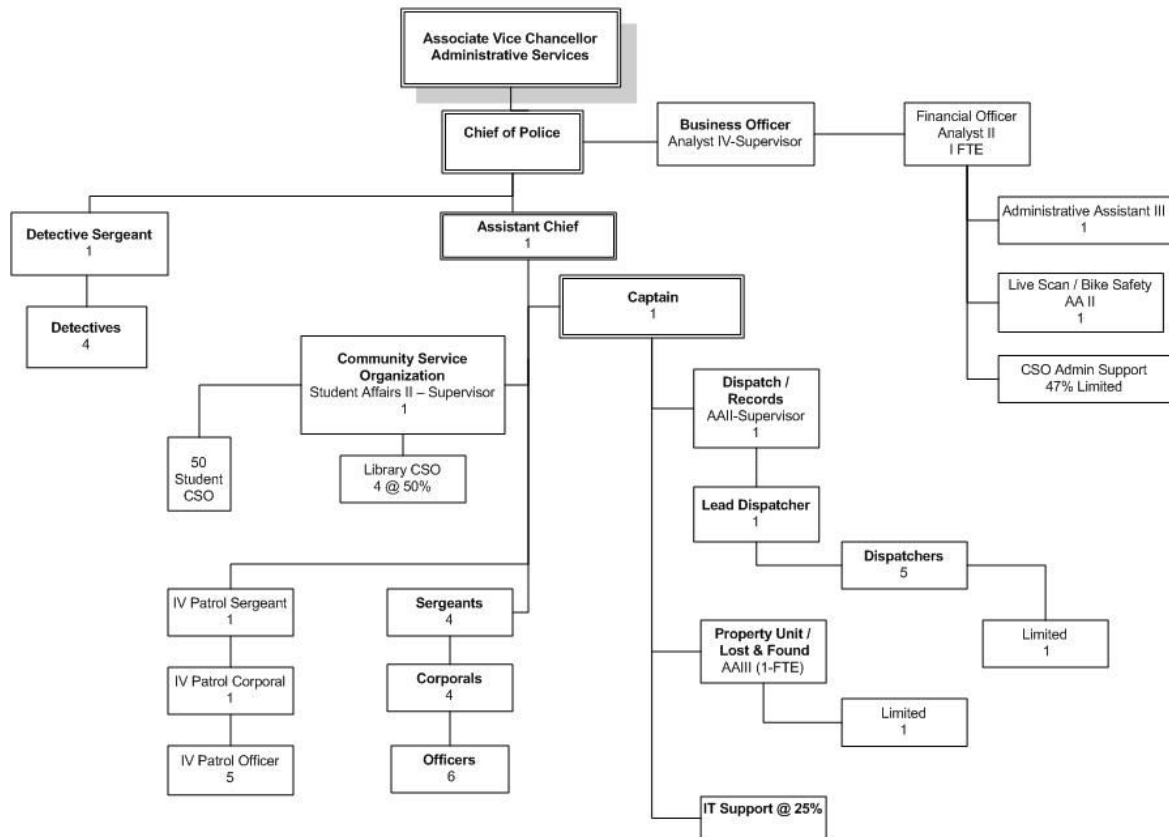 Associate Vice Chancellor
Administrative Services
Chief of Police
Business Officer
Analyst IV-Supervisor
Financial Officer
Analyst II
I FTE
Administrative Assistant III
1
Live Scan / Bike Safety
AA II
1
CSO Admin Support
47% Limited
Detective Sergeant
1
Detectives
4
Assistant Chief
1
Captain
1
Community Service
Organization
Student Affairs II – Supervisor
1
50
Student
CSO
Library CSO
4 @ 50%
Dispatch /
Records
AAII-Supervisor
1
Lead Dispatcher
1
Dispatchers
5
Limited
1
IV Patrol Sergeant
1
IV Patrol Corporal
1
IV Patrol Officer
5
Sergeants
4
Corporals
4
Officers
6
Property Unit /
Lost & Found
AAIII (1-FTE)
Limited
1
IT Support @ 25%